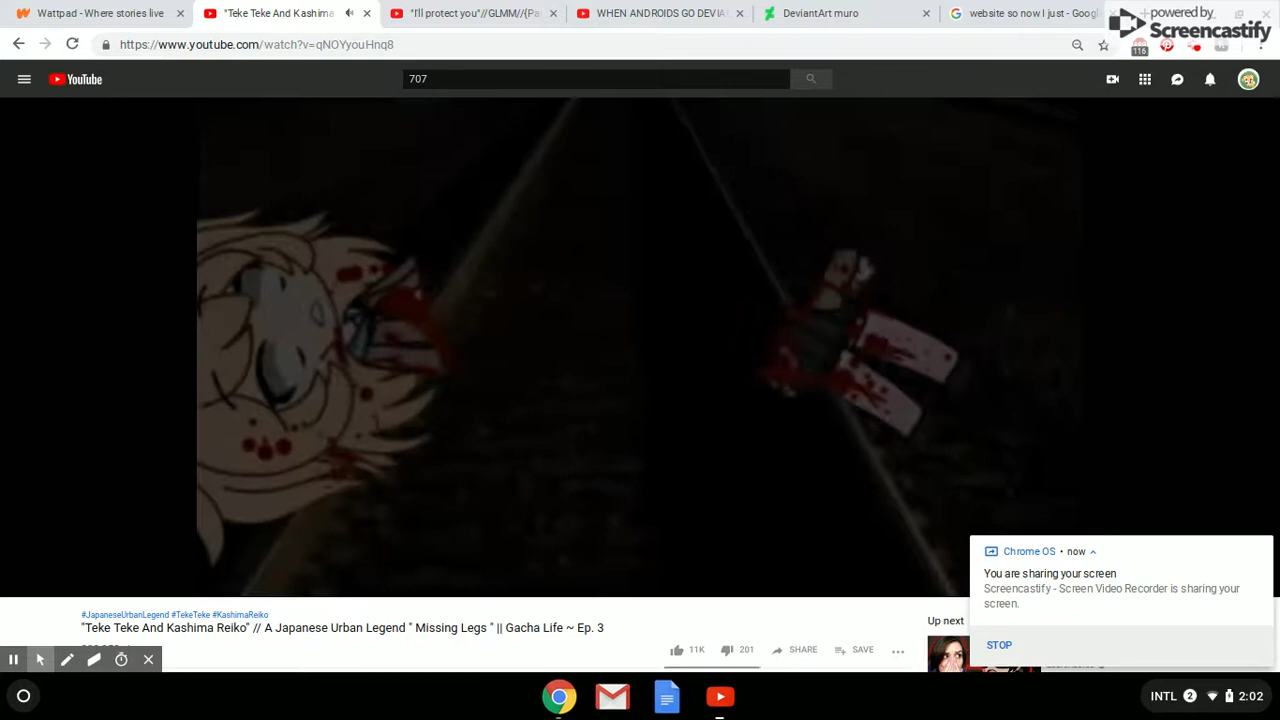 Wattpad - Where stories live
"Teke Teke And Kashima
"I'll protect you"//GLMM//(Pa
WHEN ANDROIDS GO DEVIA
DeviantArt muro
website so now I just - Goog
powered by
Screencastify
https://www.youtube.com/watch?v=qNOYyouHnq8
116
YouTube
707
Chrome OS • now
You are sharing your screen
Screencastify - Screen Video Recorder is sharing your
screen.
STOP
#JapaneseUrbanLegend #TekeTeke #KashimaReiko
"Teke Teke And Kashima Reiko" // A Japanese Urban Legend " Missing Legs " || Gacha Life ~ Ep. 3
11K
201
SHARE
SAVE
Up next
INTL
2
2:02